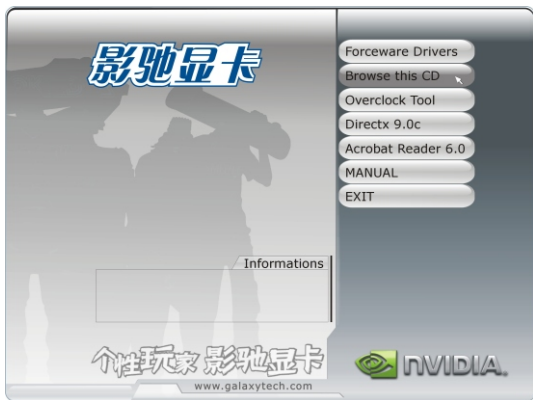 影驰显卡
Forceware Drivers
Browse this CD
Overclock Tool
Directx 9.0c
Acrobat Reader 6.0
MANUAL
EXIT
Informations
个性玩家 影驰显卡
www.galaxytech.com
NVIDIA.